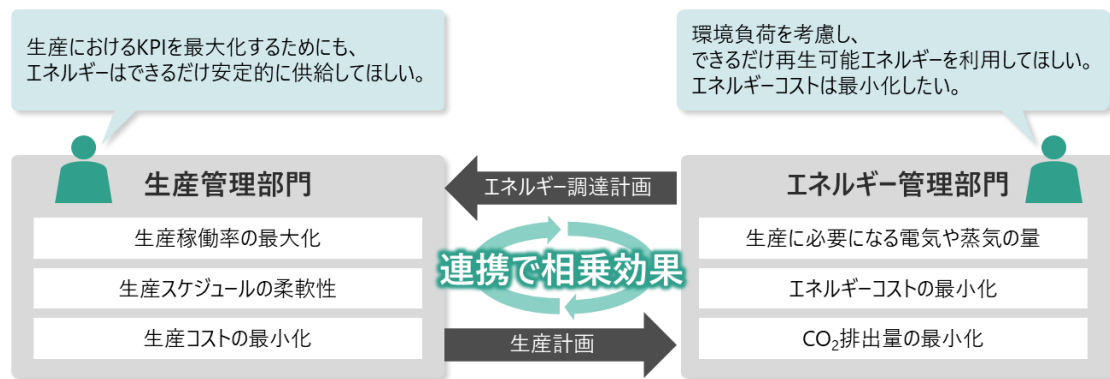 生産におけるKPIを最大化するためにも、
エネルギーはできるだけ安定的に供給してほしい。
環境負荷を考慮し、
できるだけ再生可能エネルギーを利用してほしい。
エネルギーコストは最小化したい。
生産管理部門
生産稼働率の最大化
生産スケジュールの柔軟性
生産コストの最小化
エネルギー調達計画
連携で相乗効果
生産計画
エネルギー管理部門
生産に必要になる電気や蒸気の量
エネルギーコストの最小化
CO₂排出量の最小化